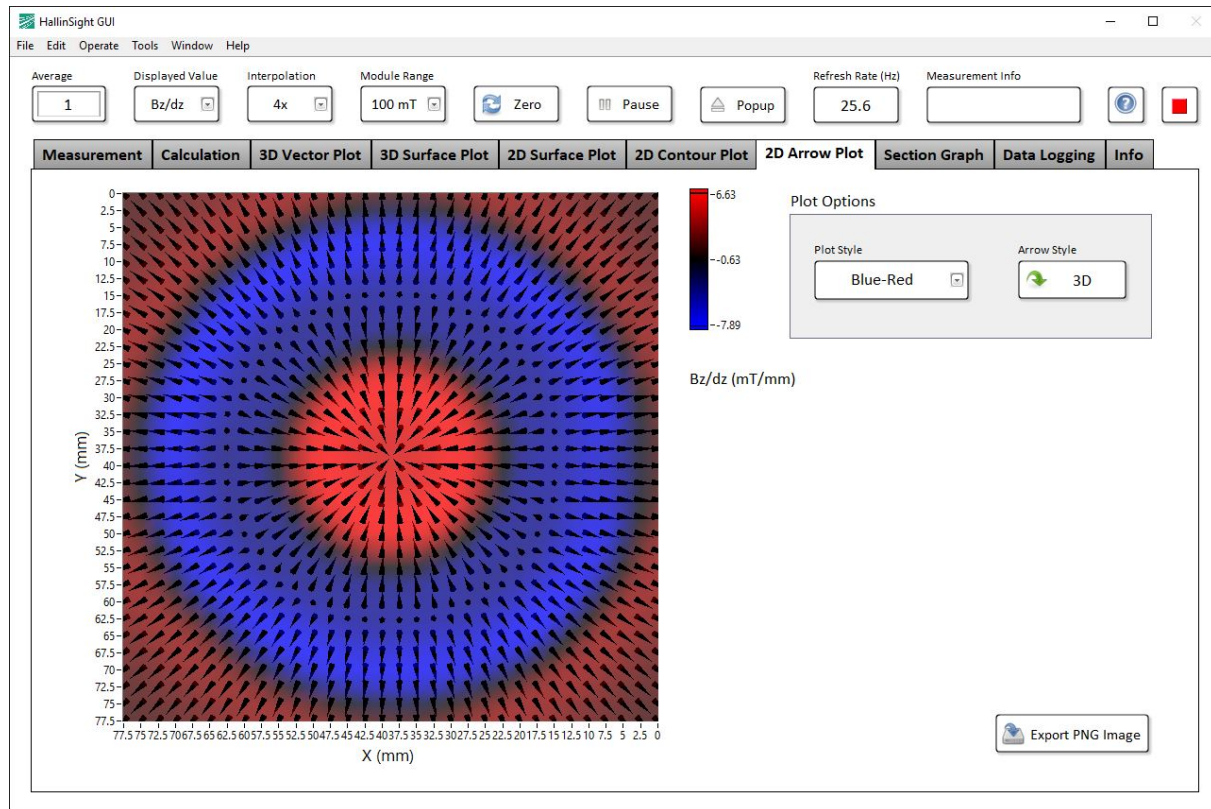 HallinSight GUI
File Edit Operate Tools Window Help
Average Displayed Value Interpolation Module Range Refresh Rate (Hz) Measurement Info
1 Bz/dz 4x 100 mT Zero Pause Popup 25.6
Measurement Calculation 3D Vector Plot 3D Surface Plot 2D Surface Plot 2D Contour Plot 2D Arrow Plot Section Graph Data Logging Info
0
2.5
5
7.5
10
12.5
15
17.5
20
22.5
25
27.5
30
32.5
35
37.5
40
42.5
45
47.5
50
52.5
55
57.5
60
62.5
65
67.5
70
72.5
75
77.5
Y (mm)
77.5 75 72.5 70 67.5 65 62.5 60 57.5 55 52.5 50 47.5 45 42.5 40 37.5 35 32.5 30 27.5 25 22.5 20 17.5 15 12.5 10 7.5 5 2.5 0
X (mm)
6.63
-0.63
-7.89
Bz/dz (mT/mm)
Plot Options
Plot Style Arrow Style
Blue-Red 3D
Export PNG Image